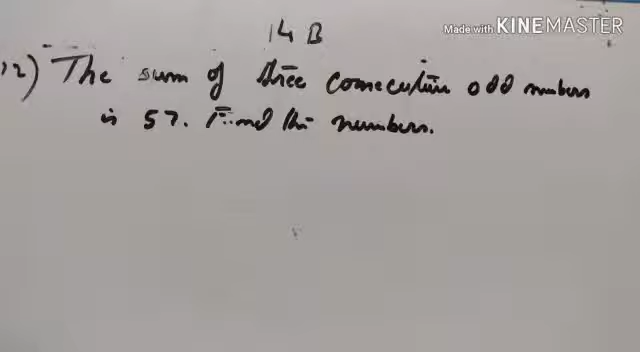 14 B
Made with KINEMASTER
12) The sum of three consecutive odd numbers
is 57. Find the numbers.